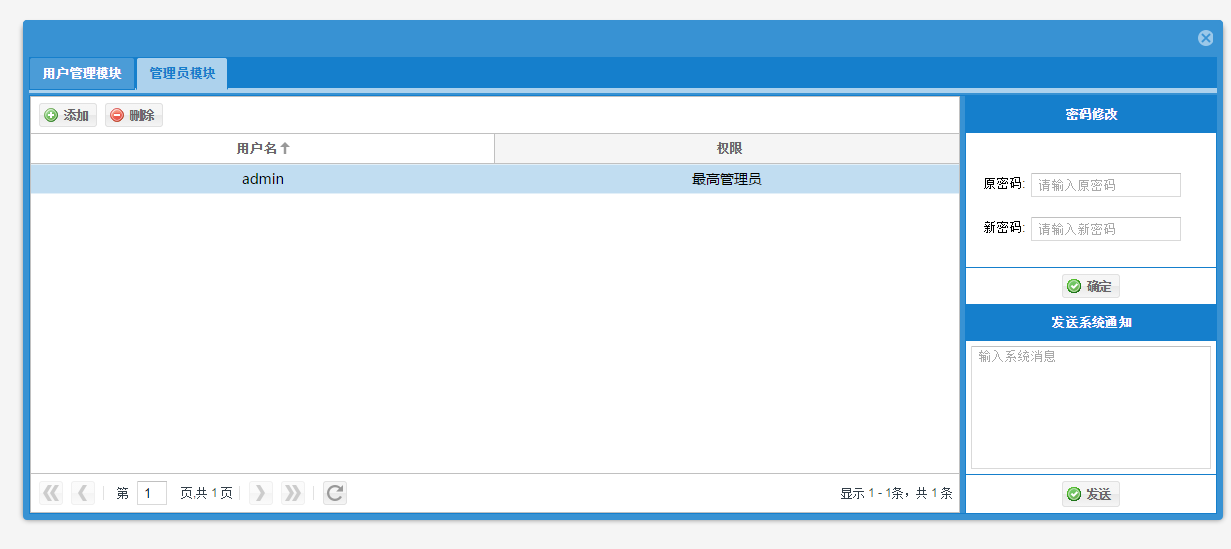 用户管理模块 管理员模块
添加 删除
用户名 权限
admin 最高管理员
第 1 页,共 1 页
显示 1 - 1条，共 1 条
密码修改
原密码: 请输入原密码
新密码: 请输入新密码
确定
发送系统通知
输入系统消息
发送